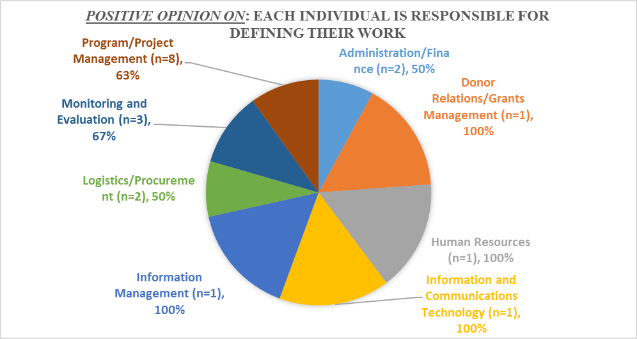 POSITIVE OPINION ON: EACH INDIVIDUAL IS RESPONSIBLE FOR
DEFINING THEIR WORK
Administration/Fina
nce (n=2), 50%
Donor
Relations/Grants
Management (n=1),
100%
Human Resources
(n=1), 100%
Information and
Communications
Technology (n=1),
100%
Information
Management (n=1),
100%
Logistics/Procureme
nt (n=2), 50%
Monitoring and
Evaluation (n=3),
67%
Program/Project
Management (n=8),
63%